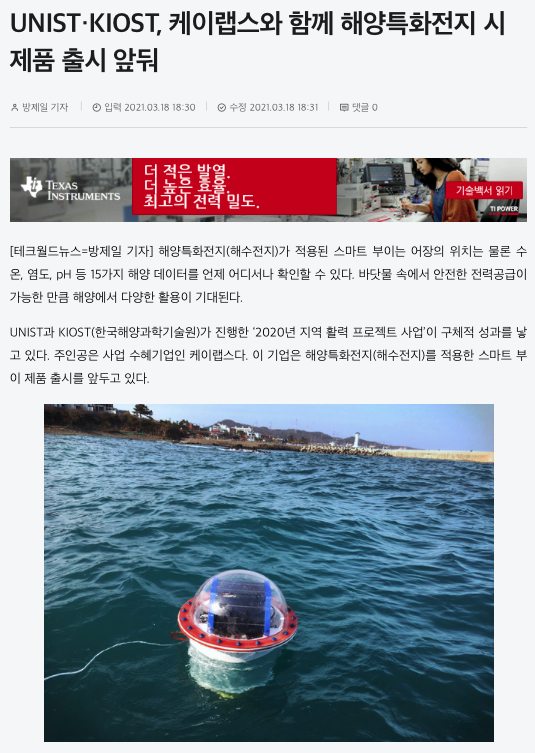 UNIST·KIOST, 케이랩스와 함께 해양특화전지 시
제품 출시 앞둬
방제일 기자 입력 2021.03.18 18:30 수정 2021.03.18 18:31 댓글 0
TEXAS INSTRUMENTS
더 적은 발열.
더 높은 효율.
최고의 전력 밀도.
기술백서 읽기
TI POWER
[테크월드뉴스=방제일 기자] 해양특화전지(해수전지)가 적용된 스마트 부이는 어장의 위치는 물론 수
온, 염도, pH 등 15가지 해양 데이터를 언제 어디서나 확인할 수 있다. 바닷물 속에서 안전한 전력공급이
가능한 만큼 해양에서 다양한 활용이 기대된다.
UNIST과 KIOST(한국해양과학기술원)가 진행한 '2020년 지역 활력 프로젝트 사업'이 구체적 성과를 낳
고 있다. 주인공은 사업 수혜기업인 케이랩스다. 이 기업은 해양특화전지(해수전지)를 적용한 스마트 부
이 제품 출시를 앞두고 있다.